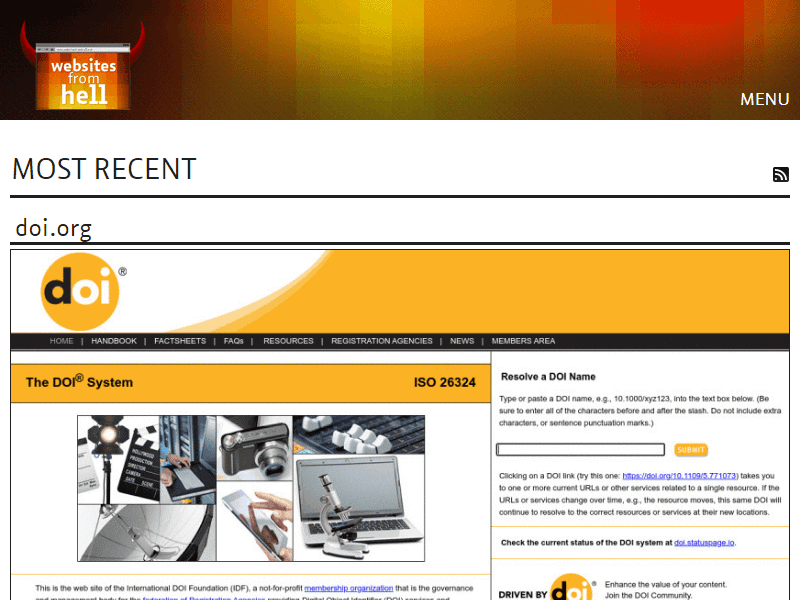 websites
from
hell
MENU
MOST RECENT
doi.org
doi®
HOME | HANDBOOK | FACTSHEETS | FAQs | RESOURCES | REGISTRATION AGENCIES | NEWS | MEMBERS AREA
The DOI® System ISO 26324
HOLLYWOOD
PRODUCTION
DIRECTOR
CAMERA
DATE SCENE
This is the web site of the International DOI Foundation (IDF), a not-for-profit membership organization that is the governance
and management body for the federation of Registration Agencies providing Digital Object Identifier (DOI) services and
Resolve a DOI Name
Type or paste a DOI name, e.g., 10.1000/xyz123, into the text box below. (Be
sure to enter all of the characters before and after the slash. Do not include extra
characters, or sentence punctuation marks.)
SUBMIT
Clicking on a DOI link (try this one: https://doi.org/10.1109/5.771073) takes you
to one or more current URLs or other services related to a single resource. If the
URLs or services change over time, e.g., the resource moves, this same DOI will
continue to resolve to the correct resources or services at their new locations.
Check the current status of the DOI system at doi.statuspage.io.
DRIVEN BY doi®
Enhance the value of your content.
Join the DOI Community.